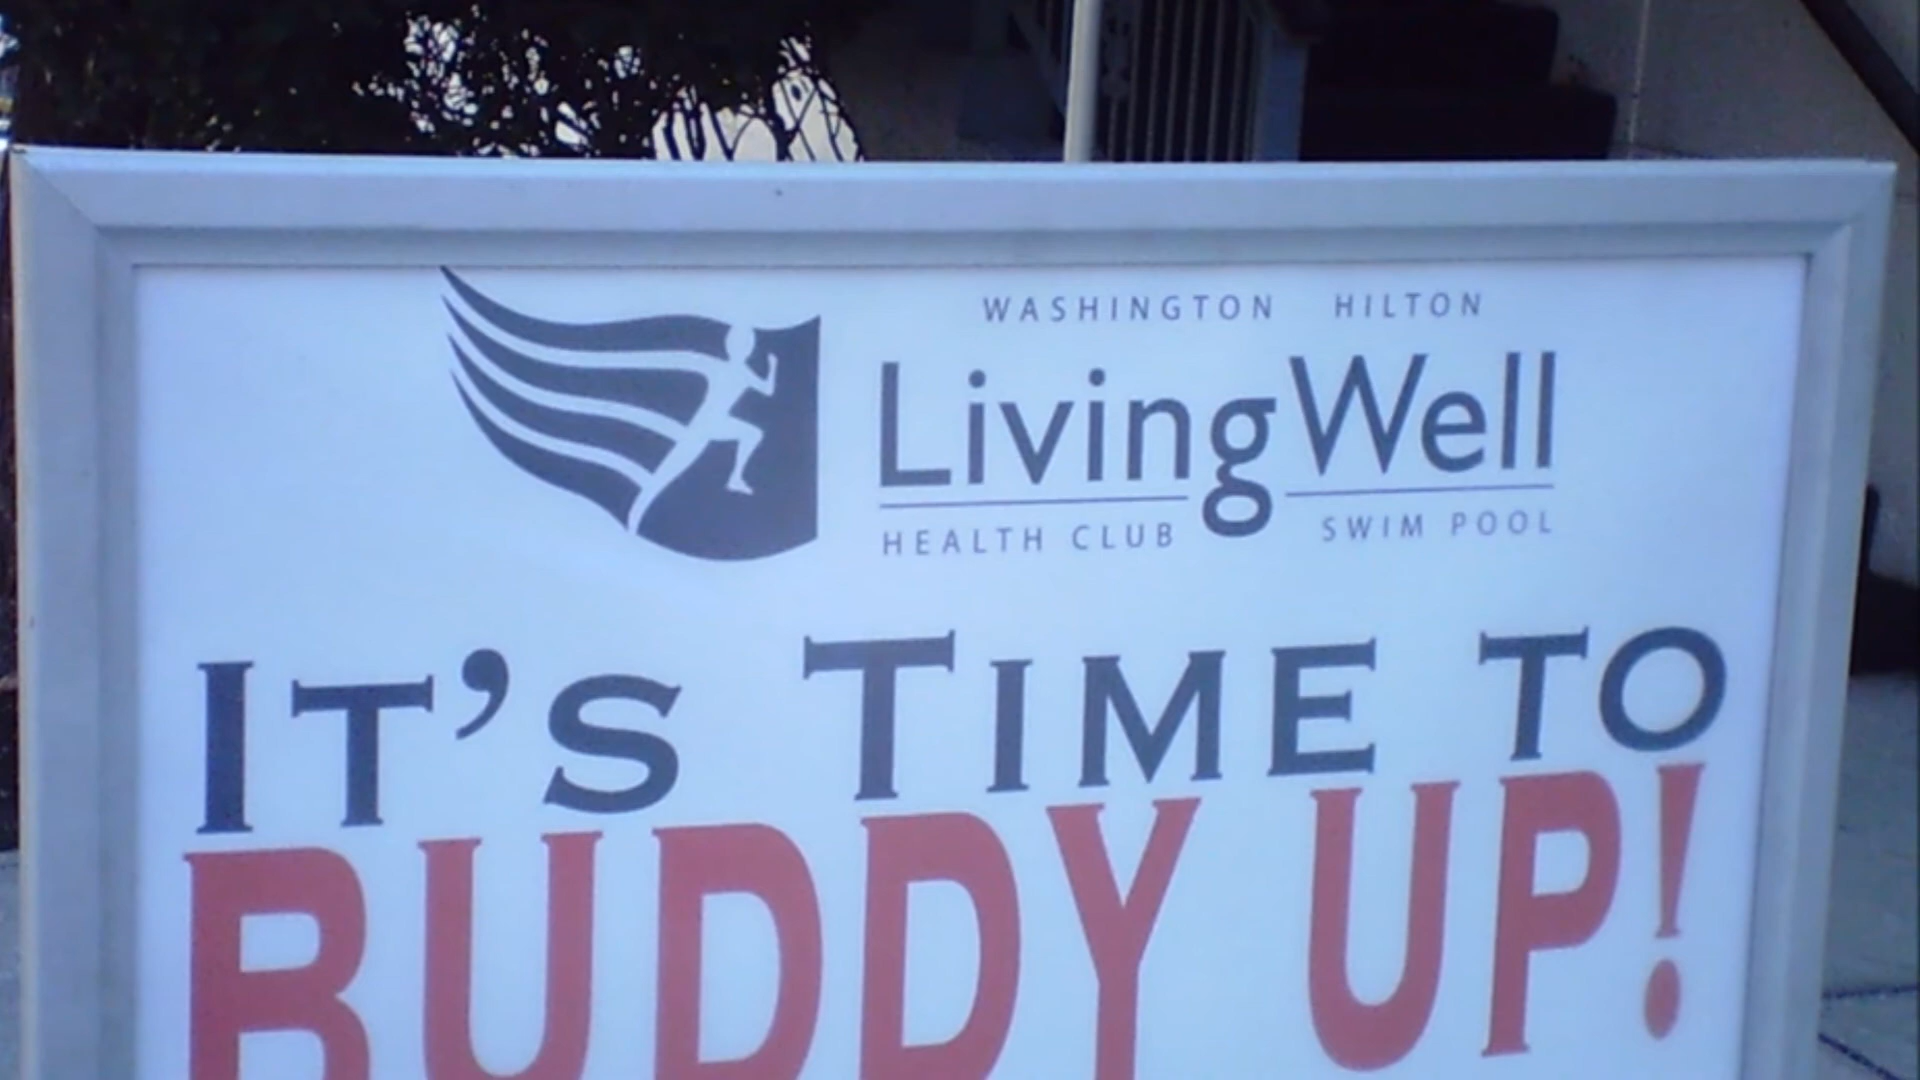 WASHINGTON HILTON
LivingWell
HEALTH CLUB SWIM POOL
IT'S TIME TO
BUDDY UP!